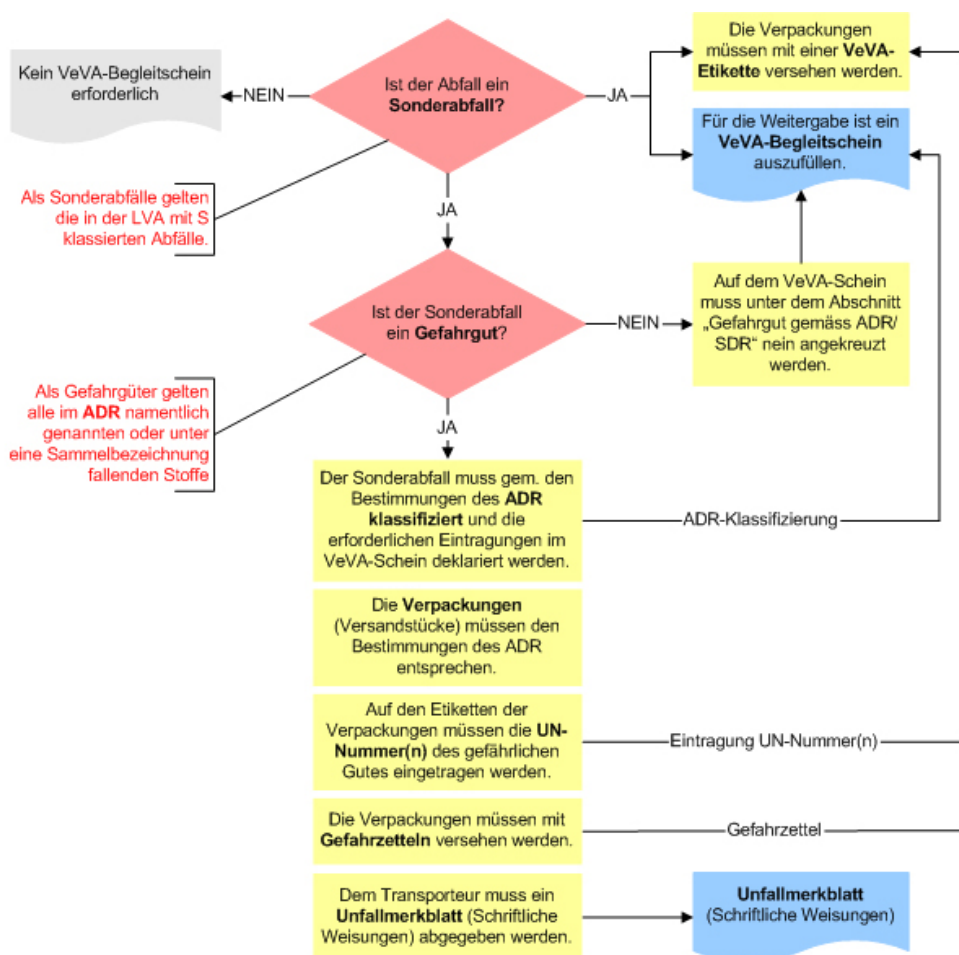 Kein VeVA-Begleitschein
erforderlich
NEIN
Ist der Abfall ein
Sonderabfall?
JA
Die Verpackungen
müssen mit einer VeVA-
Etikette versehen werden.
Für die Weitergabe ist ein
VeVA-Begleitschein
auszufüllen.
Als Sonderabfälle gelten
die in der LVA mit S
klassierten Abfälle.
JA
Ist der Sonderabfall
ein Gefahrgut?
NEIN
Auf dem VeVA-Schein
muss unter dem Abschnitt
„Gefahrgut gemäss ADR/
SDR“ nein angekreuzt
werden.
Als Gefahrgüter gelten
alle im ADR namentlich
genannten oder unter
eine Sammelbezeichnung
fallenden Stoffe
JA
Der Sonderabfall muss gem. den
Bestimmungen des ADR
klassifiziert und die
erforderlichen Eintragungen im
VeVA-Schein deklariert werden.
ADR-Klassifizierung
Die Verpackungen
(Versandstücke) müssen den
Bestimmungen des ADR
entsprechen.
Auf den Etiketten der
Verpackungen müssen die UN-
Nummer(n) des gefährlichen
Gutes eingetragen werden.
Eintragung UN-Nummer(n)
Die Verpackungen müssen mit
Gefahrzetteln versehen werden.
Gefahrzettel
Dem Transporteur muss ein
Unfallmerkblatt (Schriftliche
Weisungen) abgegeben werden.
Unfallmerkblatt
(Schriftliche Weisungen)